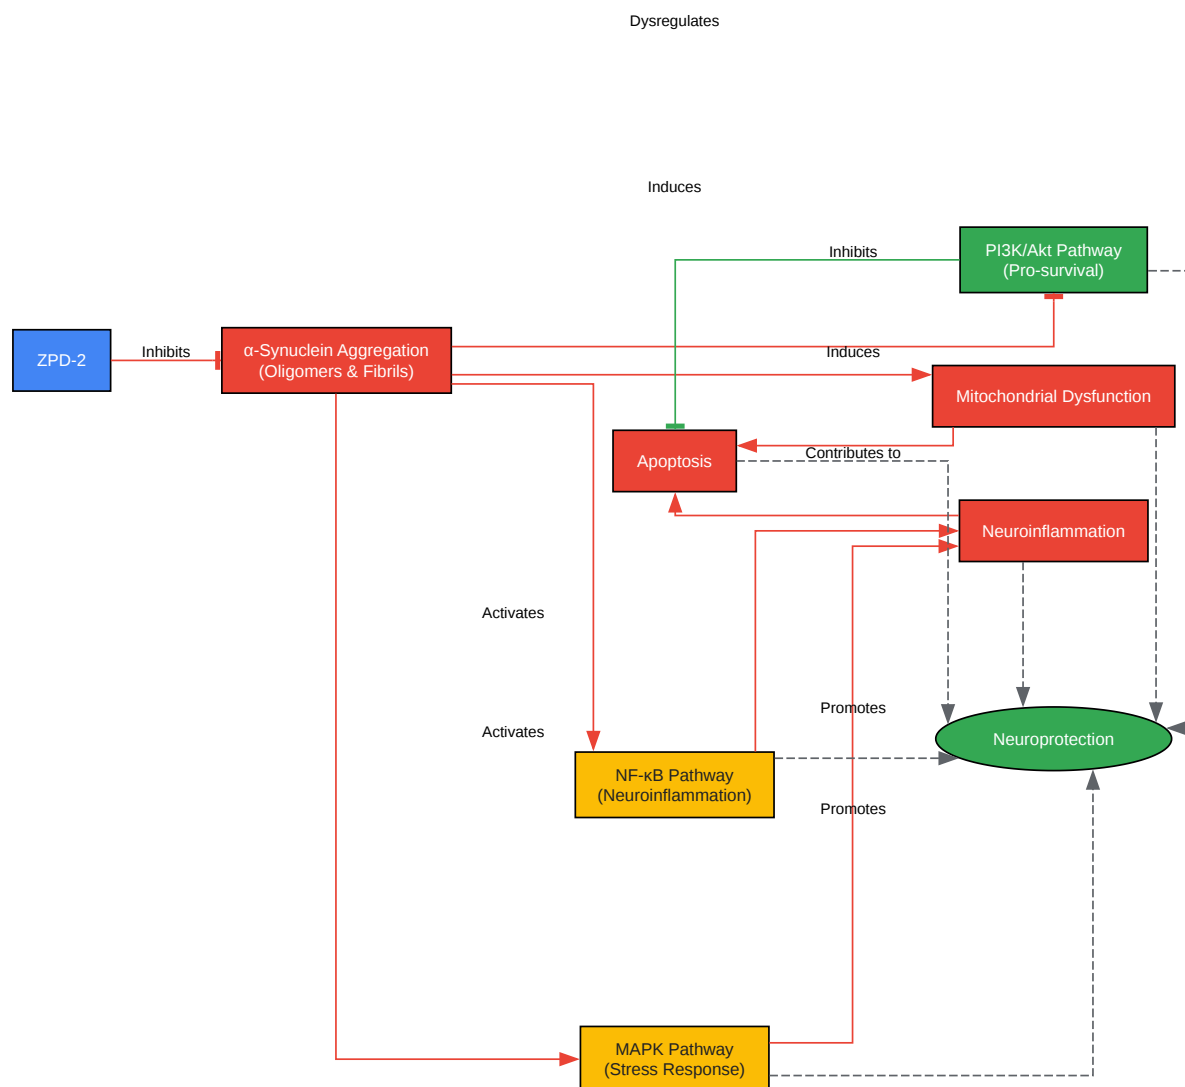 Dysregulates
Induces
Inhibits
PI3K/Akt Pathway
(Pro-survival)
ZPD-2
Inhibits
α-Synuclein Aggregation
(Oligomers & Fibrils)
Induces
Mitochondrial Dysfunction
Apoptosis
Contributes to
Neuroinflammation
Activates
Promotes
Activates
Neuroprotection
NF-κB Pathway
(Neuroinflammation)
Promotes
MAPK Pathway
(Stress Response)